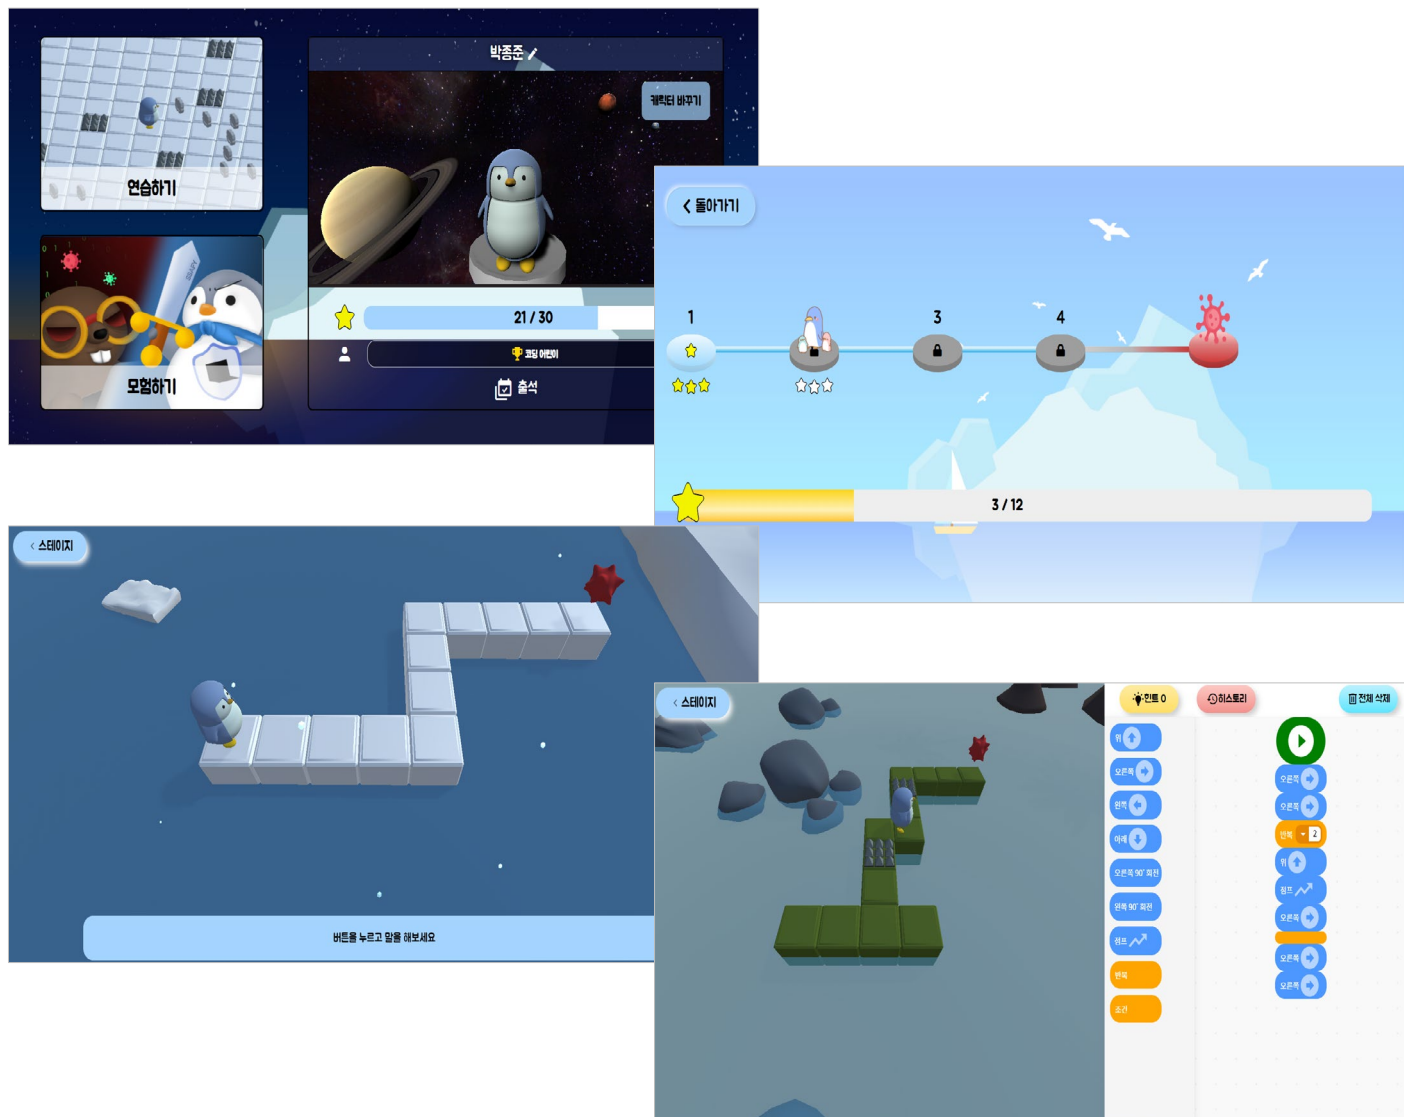 박종준
캐릭터 바꾸기
연습하기
모험하기
21 / 30
코딩 어린이
출석
< 돌아가기
1
3
4
3 / 12
< 스테이지
버튼을 누르고 말을 해보세요
< 스테이지
힌트 0
히스토리
전체 삭제
위
오른쪽
왼쪽
아래
오른쪽 90° 회전
왼쪽 90° 회전
점프
반복
조건
오른쪽
오른쪽
반복 2
위
점프
오른쪽
오른쪽
오른쪽